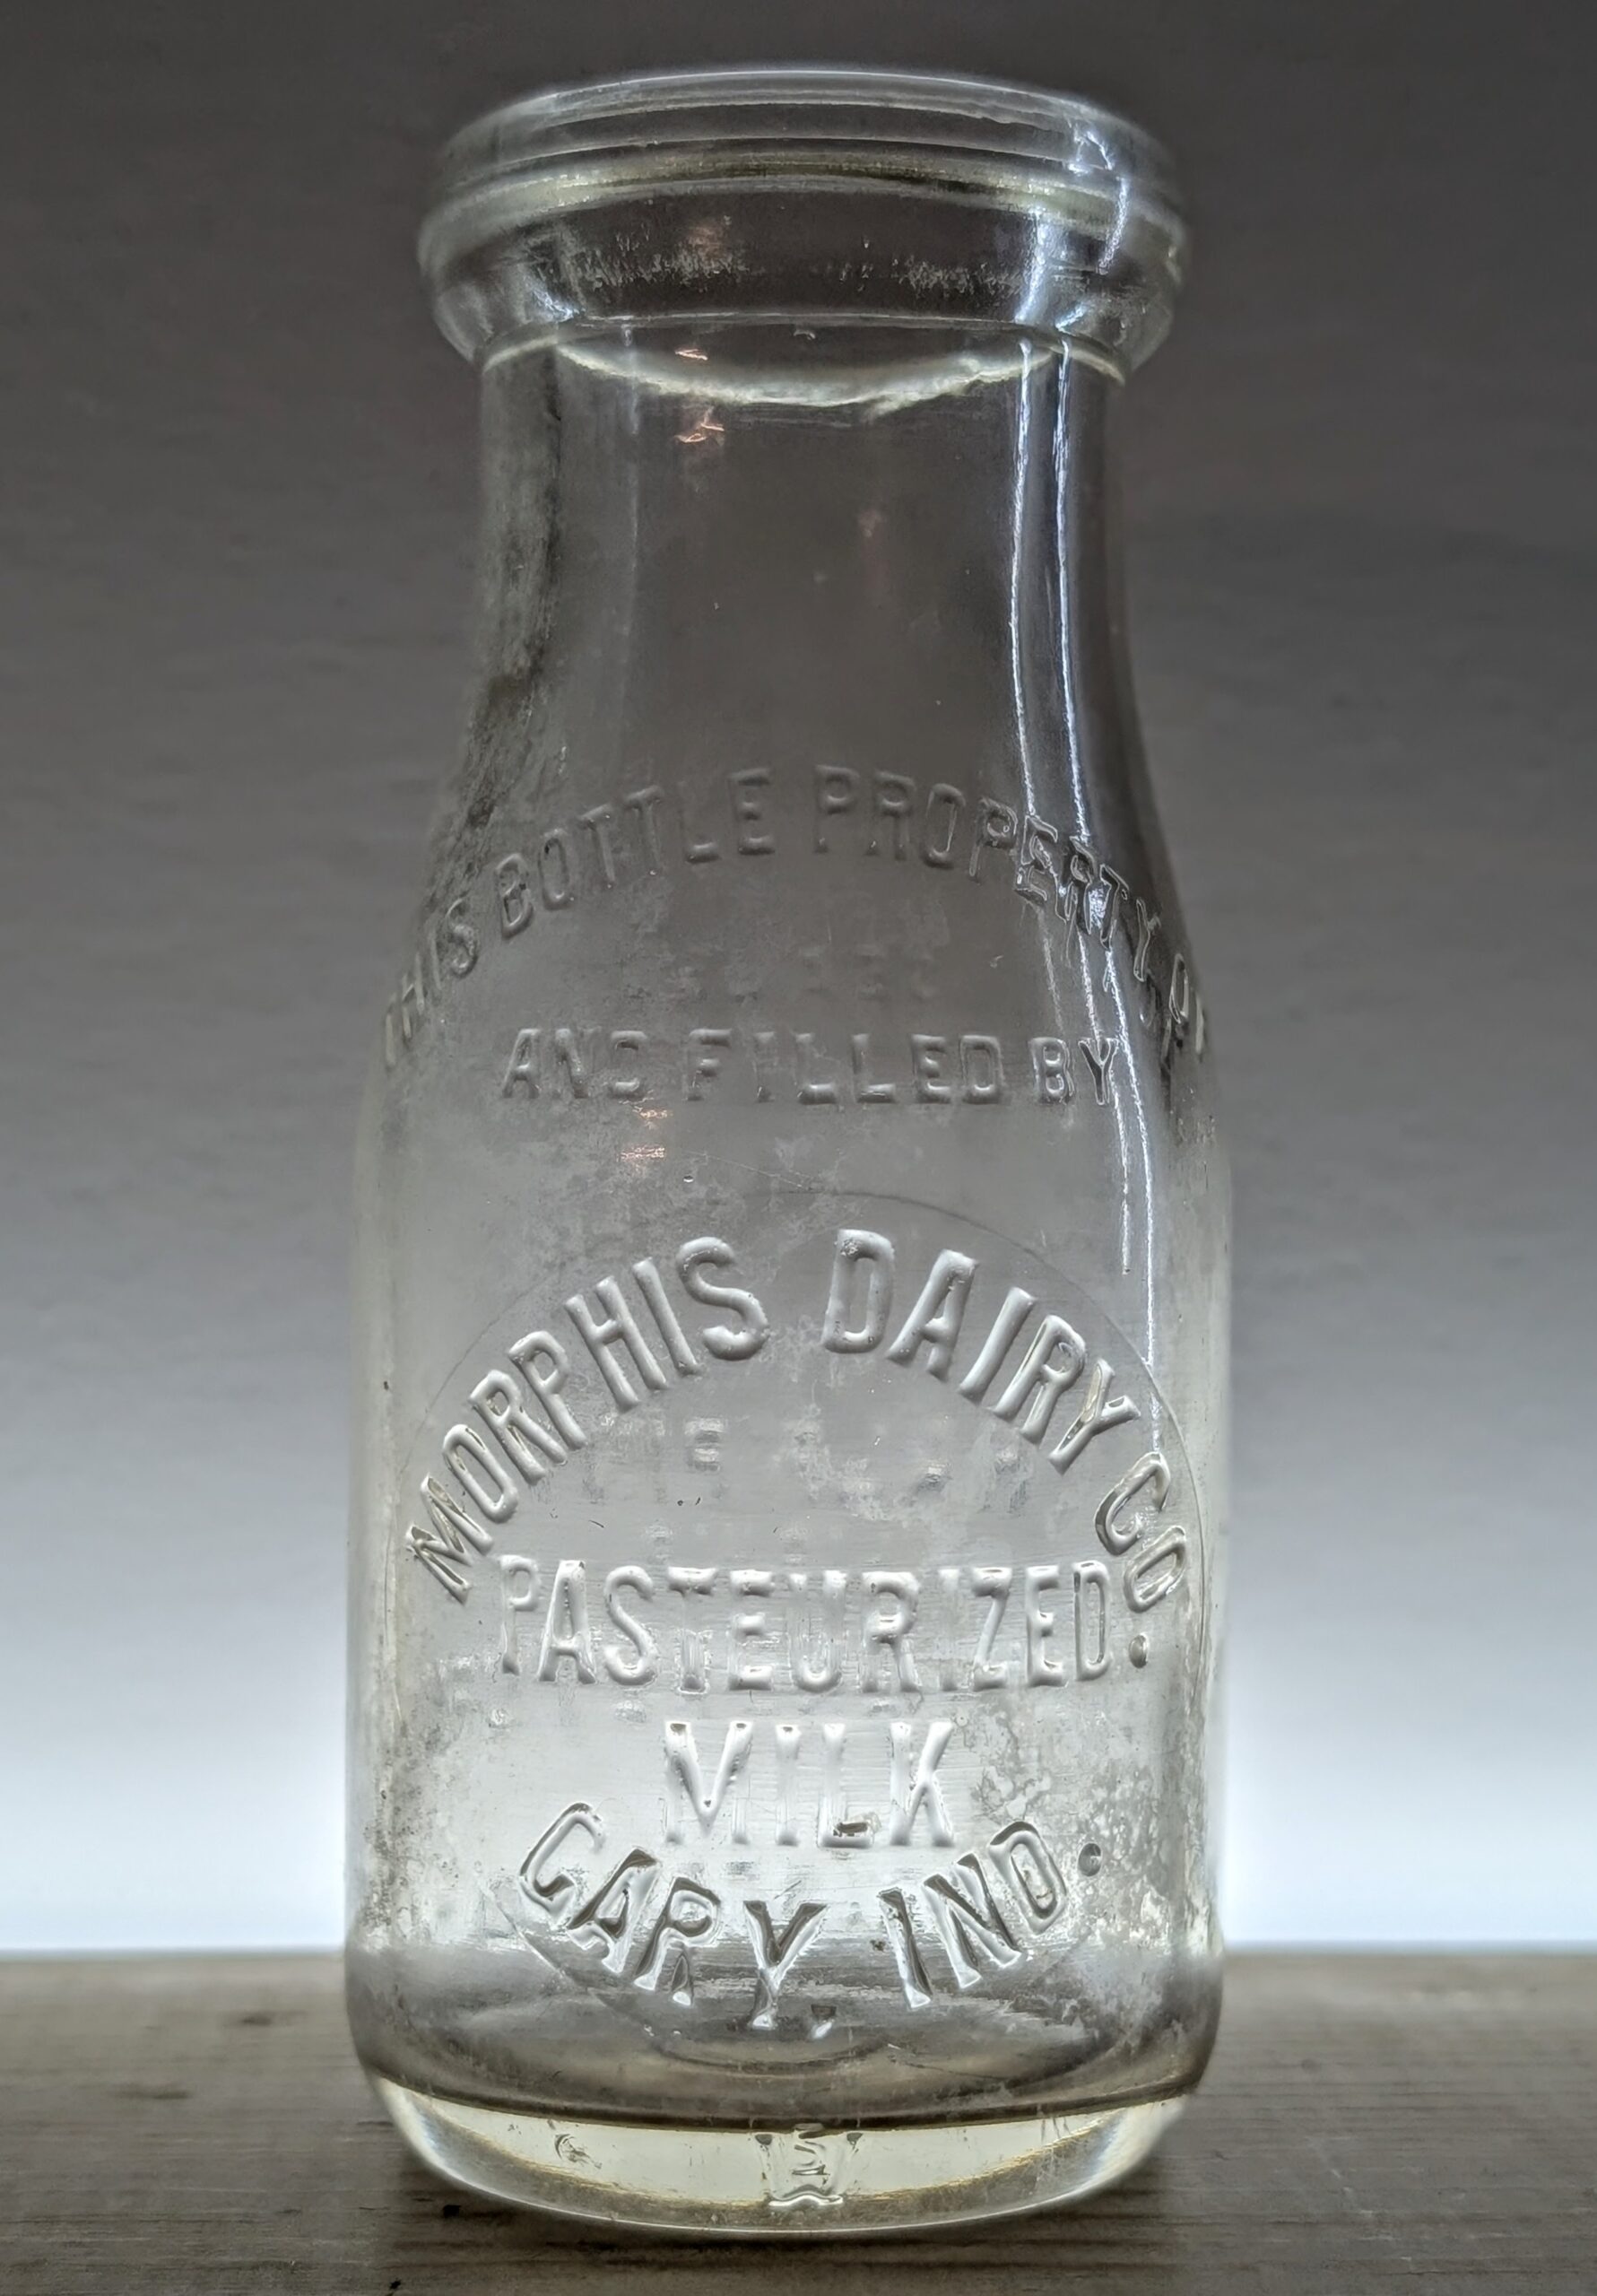 THIS BOTTLE PROPERTY OF
AND FILLED BY
MORPHIS DAIRY CO.
PASTEURIZED
MILK
GARY, IND.